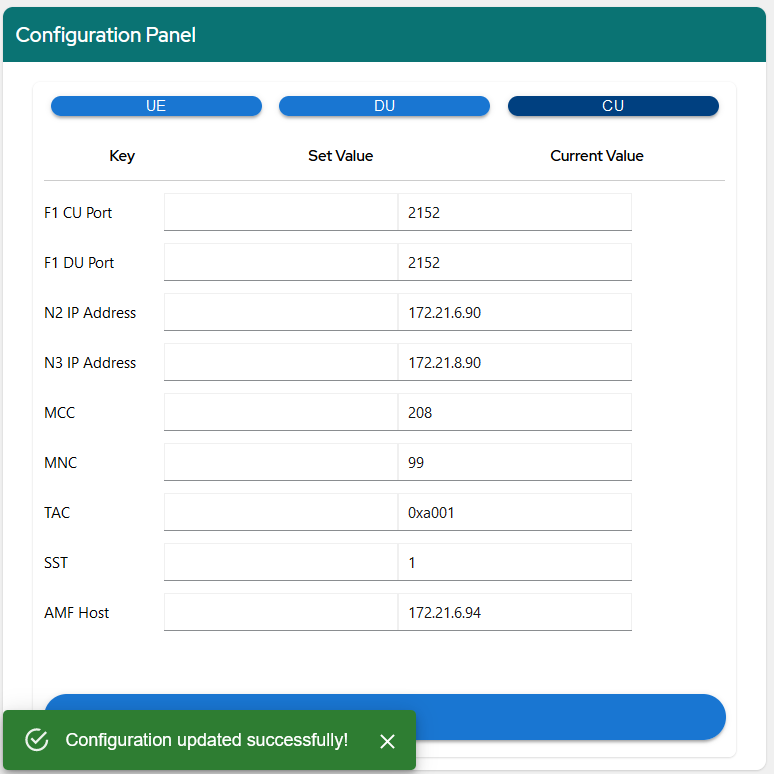 Configuration Panel
UE DU CU
Key Set Value Current Value
F1 CU Port 2152
F1 DU Port 2152
N2 IP Address 172.21.6.90
N3 IP Address 172.21.8.90
MCC 208
MNC 99
TAC 0xa001
SST 1
AMF Host 172.21.6.94
Configuration updated successfully!